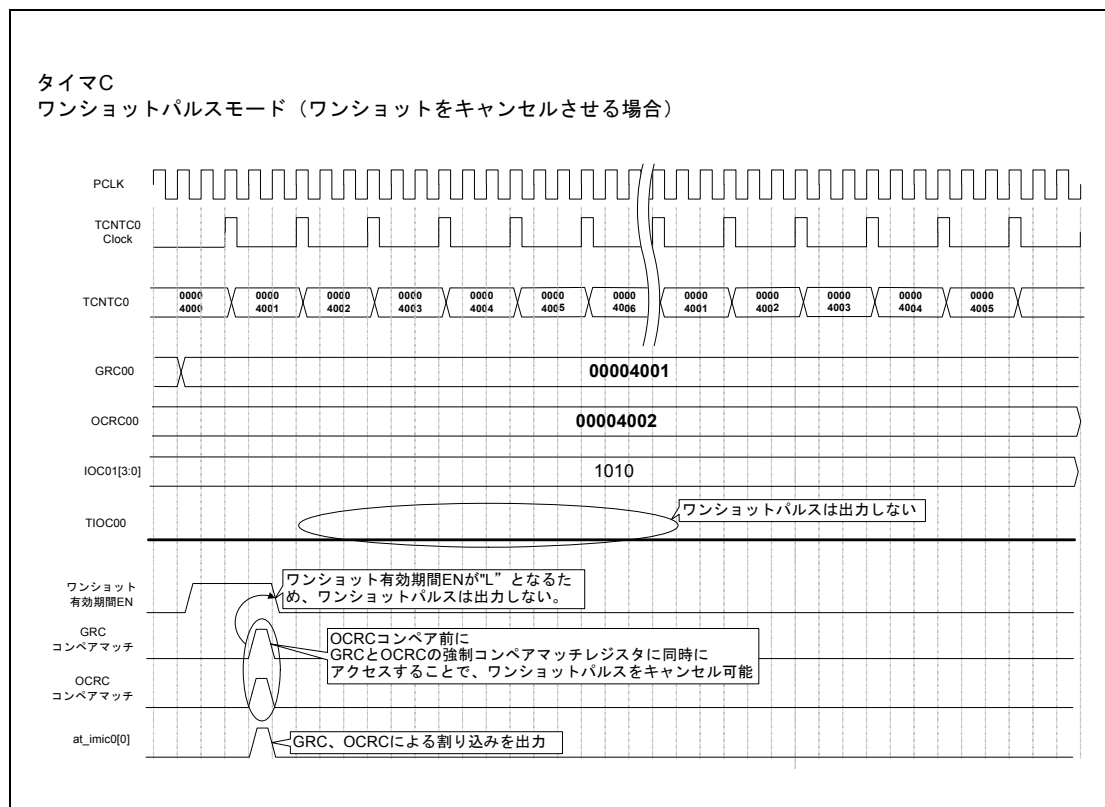 タイマC
ワンショットパルスモード（ワンショットをキャンセルさせる場合）
PCLK
TCNTC0
Clock
TCNTC0
0000 0000 0000 0000 0000 0000 0000 0000 0000 0000 0000 0000
4000 4001 4002 4003 4004 4005 4006 4001 4002 4003 4004 4005
GRC00
00004001
OCRC00
00004002
IOC01[3:0]
1010
TIOC00
ワンショットパルスは出力しない
ワンショット
有効期間EN
ワンショット有効期間ENが"L”となるた
め、ワンショットパルスは出力しない。
GRC
コンペアマッチ
OCRCコンペア前に
GRCとOCRCの強制コンペアマッチレジスタに同時に
アクセスすることで、ワンショットパルスをキャンセル可能
OCRC
コンペアマッチ
at_imic0[0]
GRC、OCRCによる割り込みを出力